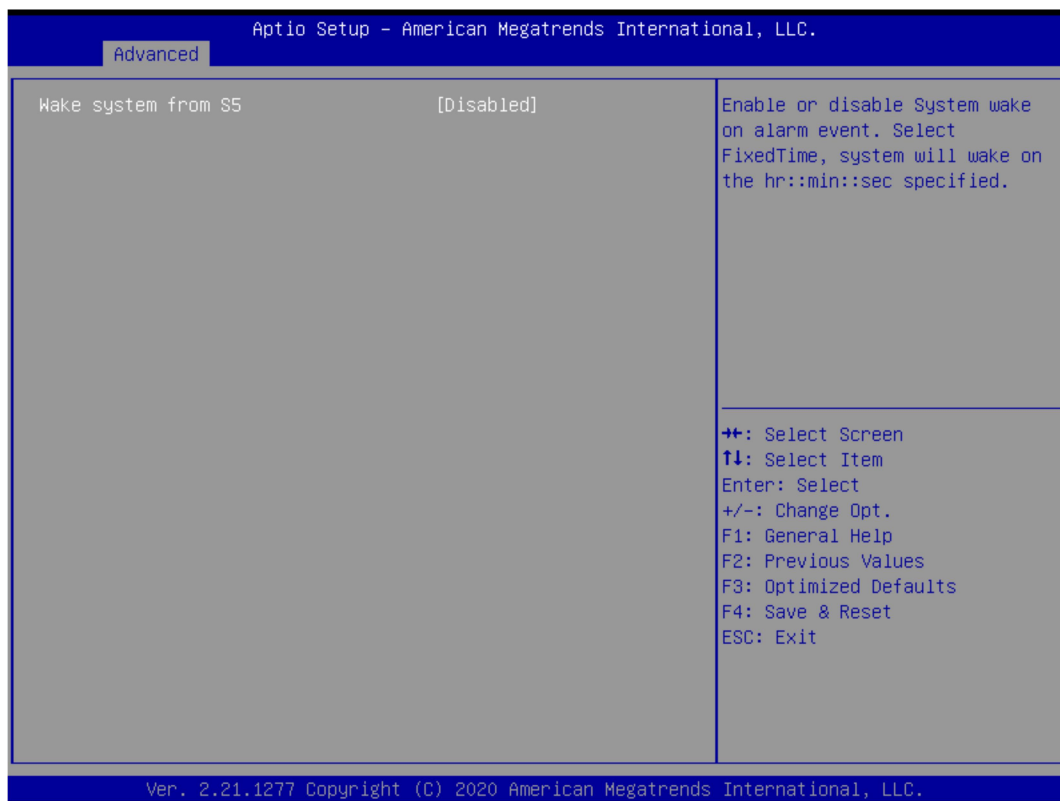 Aptio Setup – American Megatrends International, LLC.
Advanced
Wake system from S5 [Disabled]
Enable or disable System wake
on alarm event. Select
FixedTime, system will wake on
the hr::min::sec specified.
→←: Select Screen
↑↓: Select Item
Enter: Select
+/-: Change Opt.
F1: General Help
F2: Previous Values
F3: Optimized Defaults
F4: Save & Reset
ESC: Exit
Ver. 2.21.1277 Copyright (C) 2020 American Megatrends International, LLC.